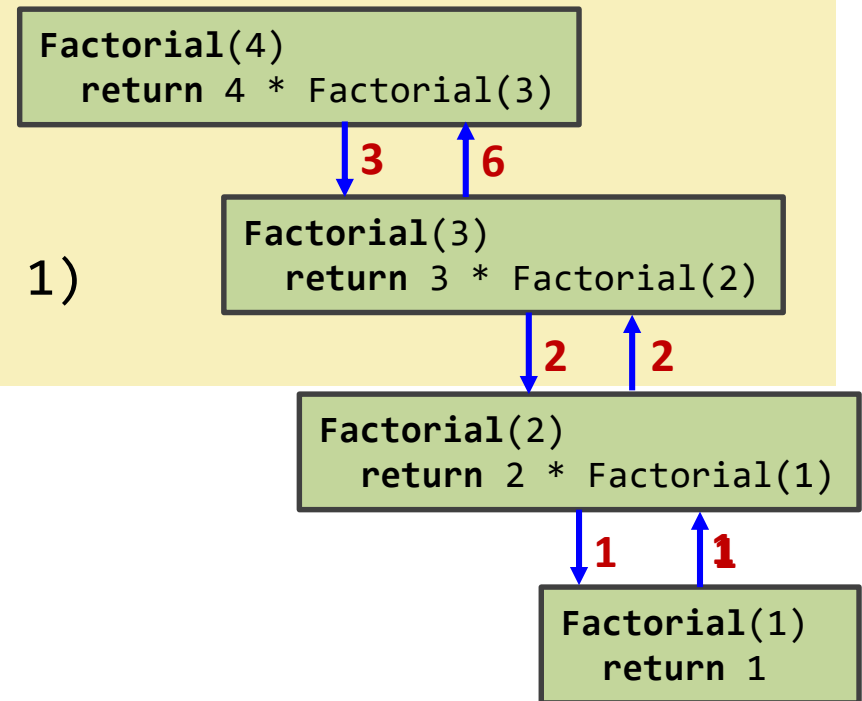 Factorial(4)
return 4 * Factorial(3)
3 6
Factorial(3)
return 3 * Factorial(2)
1)
2 2
Factorial(2)
return 2 * Factorial(1)
1 1
Factorial(1)
return 1